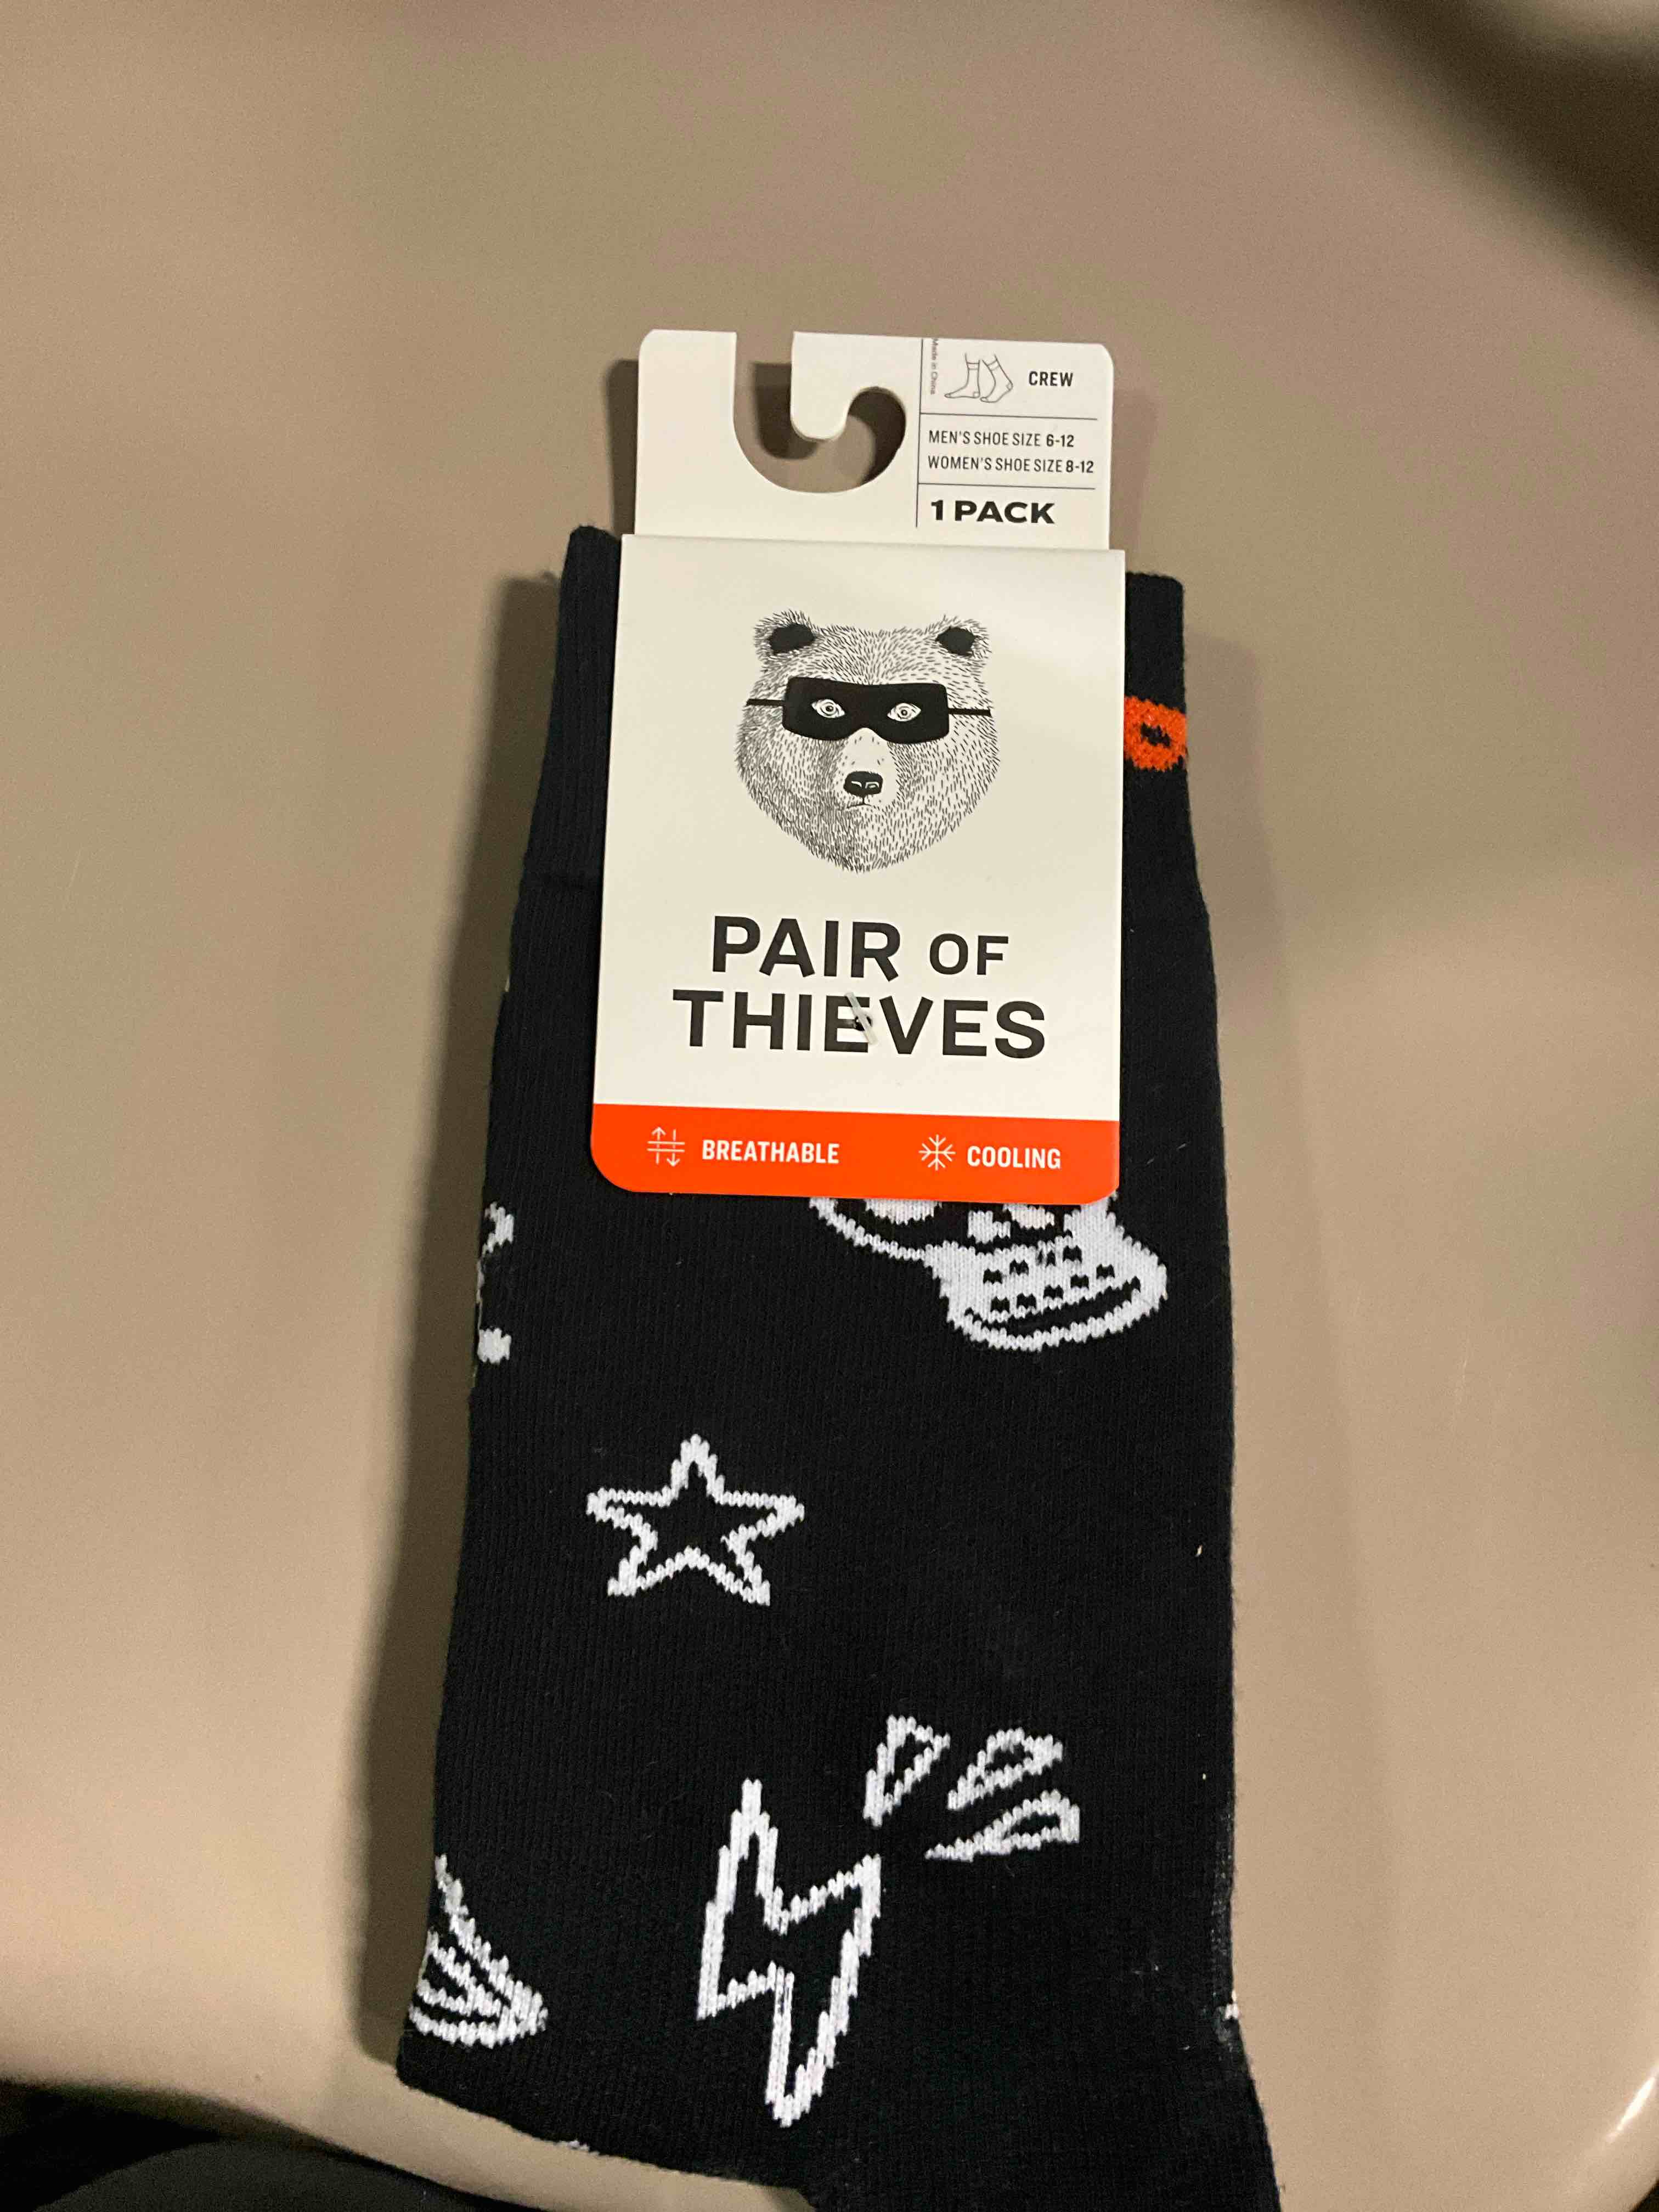 Made in China
CREW
MEN'S SHOE SIZE 6-12
WOMEN'S SHOE SIZE 8-12
1 PACK
PAIR OF
THIEVES
BREATHABLE
COOLING